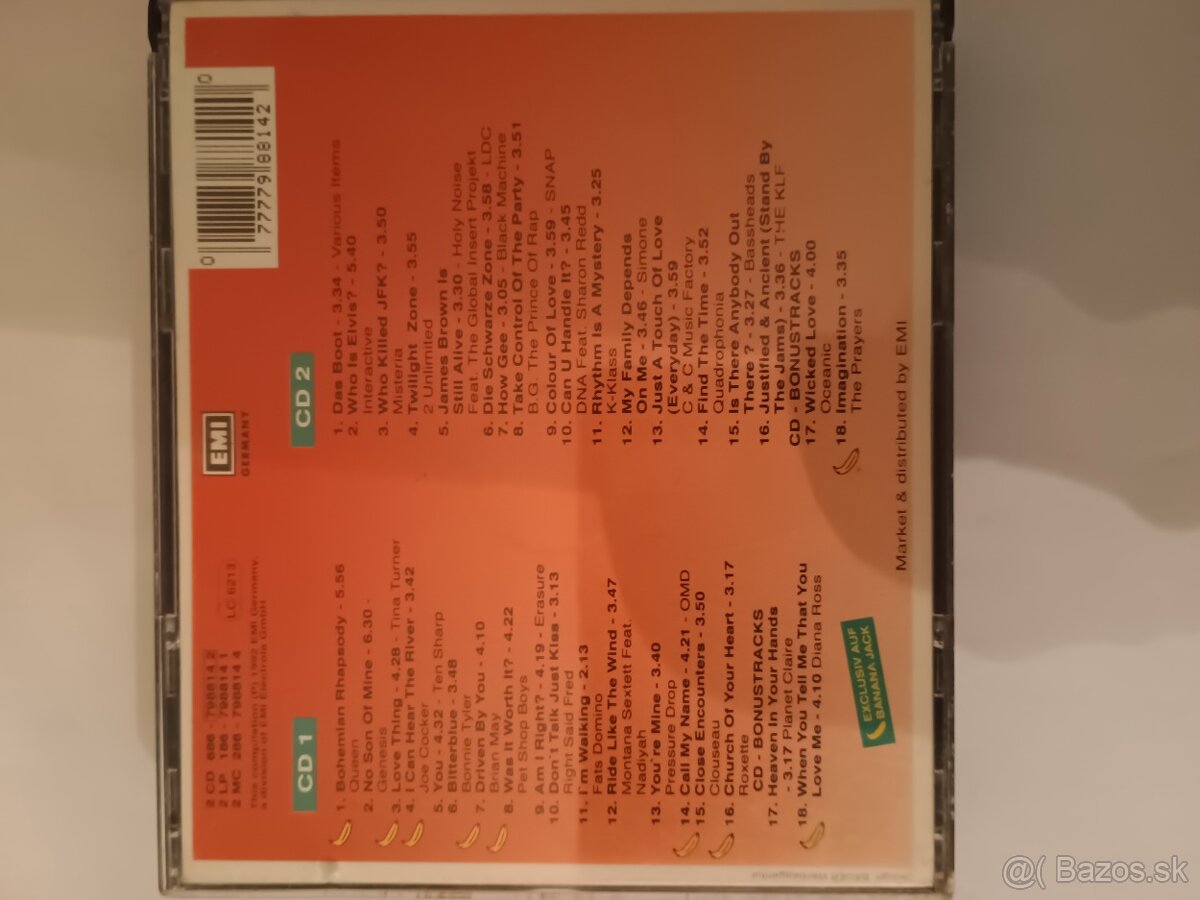 2 CD 686 798814 2
2 LP 186 798814 1
2 MC 286 798814 4
LC 6213
This compilation ℗ 1992 EMI Germany,
a division of EMI Electrola GmbH
EMI
GERMANY
0 77779 88142 0
CD 1
1. Bohemian Rhapsody - 5.56
Queen
2. No Son Of Mine - 6.30 -
Genesis
3. Love Thing - 4.28 - Tina Turner
4. I Can Hear The River - 3.42
Joe Cocker
5. You - 4.32 - Ten Sharp
6. Bitterblue - 3.48
Bonnie Tyler
7. Driven By You - 4.10
Brian May
8. Was It Worth It? - 4.22
Pet Shop Boys
9. Am I Right? - 4.19 - Erasure
10. Don't Talk Just Kiss - 3.13
Right Said Fred
11. I'm Walking - 2.13
Fats Domino
12. Ride Like The Wind - 3.47
Montana Sextett Feat.
Nadiyah
13. You're Mine - 3.40
Pressure Drop
14. Call My Name - 4.21 - OMD
15. Close Encounters - 3.50
Clouseau
16. Church Of Your Heart - 3.17
Roxette
CD - BONUSTRACKS
17. Heaven In Your Hands
- 3.17 Planet Claire
18. When You Tell Me That You
Love Me - 4.10 Diana Ross
EXCLUSIV AUF
BANANA JACK
CD 2
1. Das Boot - 3.34 - Various Items
2. Who Is Elvis? - 5.40
Interactive
3. Who Killed JFK? - 3.50
Misteria
4. Twilight Zone - 3.55
2 Unlimited
5. James Brown Is
Still Alive - 3.30 - Holy Noise
Feat. The Global Insert Projekt
6. Die Schwarze Zone - 3.58 - LDC
7. How Gee - 3.05 - Black Machine
8. Take Control Of The Party - 3.51
B.G. The Prince Of Rap
9. Colour Of Love - 3.59 - SNAP
10. Can U Handle It? - 3.45
DNA Feat. Sharon Redd
11. Rhythm Is A Mystery - 3.25
K-Klass
12. My Family Depends
On Me - 3.46 - Simone
13. Just A Touch Of Love
(Everyday) - 3.59
C & C Music Factory
14. Find The Time - 3.52
Quadrophonia
15. Is There Anybody Out
There ? - 3.27 - Bassheads
16. Justified & Ancient (Stand By
The Jams) - 3.36 - THE KLF
CD - BONUSTRACKS
17. Wicked Love - 4.00
Oceanic
18. Imagination - 3.35
The Prayers
Market & distributed by EMI
@( Bazos.sk